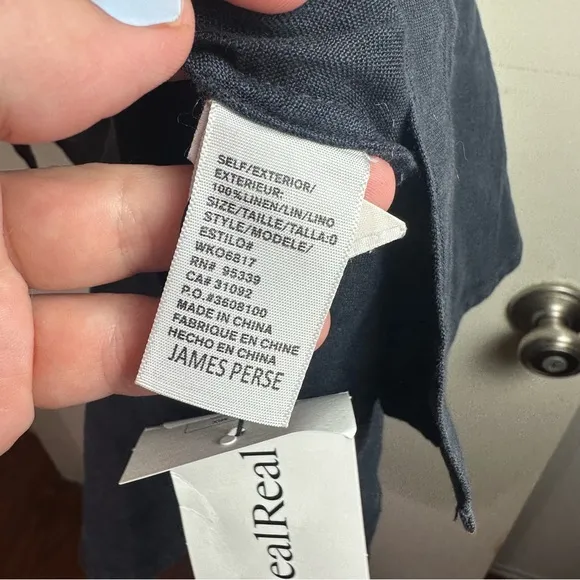 SELF/EXTERIOR/
EXTERIEUR:
100%LINEN/LIN/LINO
SIZE/TAILLE/TALLA:0
STYLE/MODELE/
ESTILO#
WKO6817
RN# 95339
CA# 31092
P.O.#3608100
MADE IN CHINA
FABRIQUE EN CHINE
HECHO EN CHINA
JAMES PERSE
ealReal